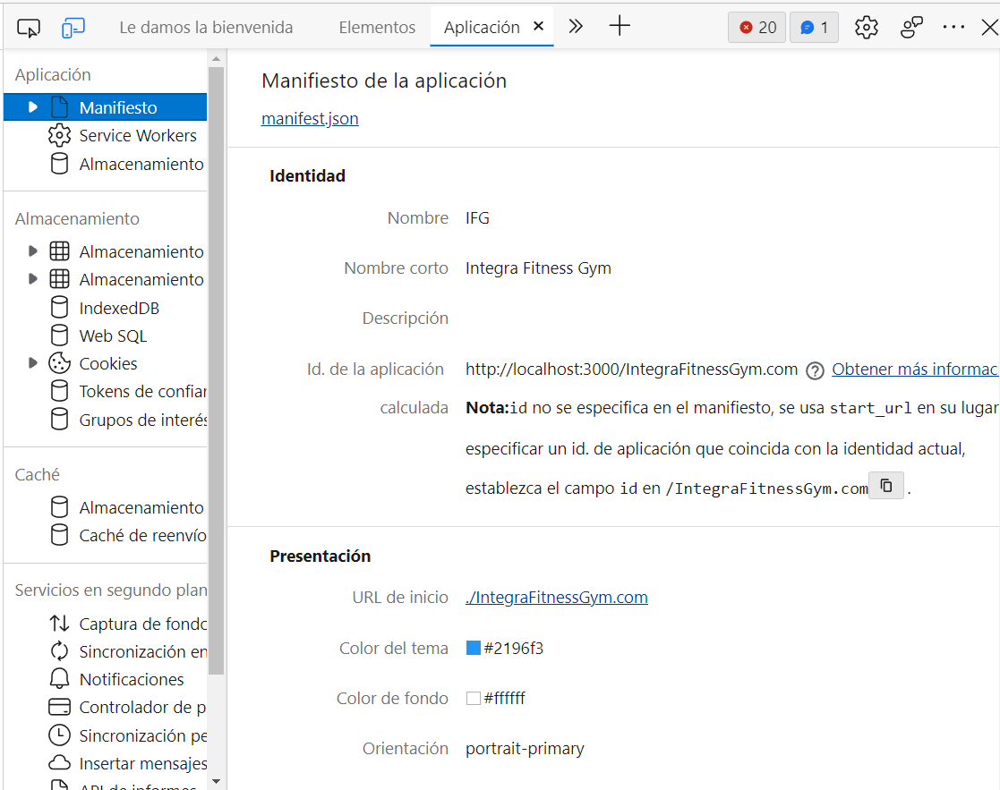 Le damos la bienvenida Elementos Aplicación 20 1
Aplicación
Manifiesto
Service Workers
Almacenamiento
Almacenamiento
Almacenamiento
Almacenamiento
IndexedDB
Web SQL
Cookies
Tokens de confiar
Grupos de interés
Caché
Almacenamiento
Caché de reenvío
Servicios en segundo plan
Captura de fondo
Sincronización en
Notificaciones
Controlador de p
Sincronización pe
Insertar mensajes
API de informes
Manifiesto de la aplicación
manifest.json
Identidad
Nombre IFG
Nombre corto Integra Fitness Gym
Descripción
Id. de la aplicación http://localhost:3000/IntegraFitnessGym.com Obtener más informac
calculada Nota:id no se especifica en el manifiesto, se usa start_url en su lugar
especificar un id. de aplicación que coincida con la identidad actual,
establezca el campo id en /IntegraFitnessGym.com .
Presentación
URL de inicio ./IntegraFitnessGym.com
Color del tema #2196f3
Color de fondo #ffffff
Orientación portrait-primary